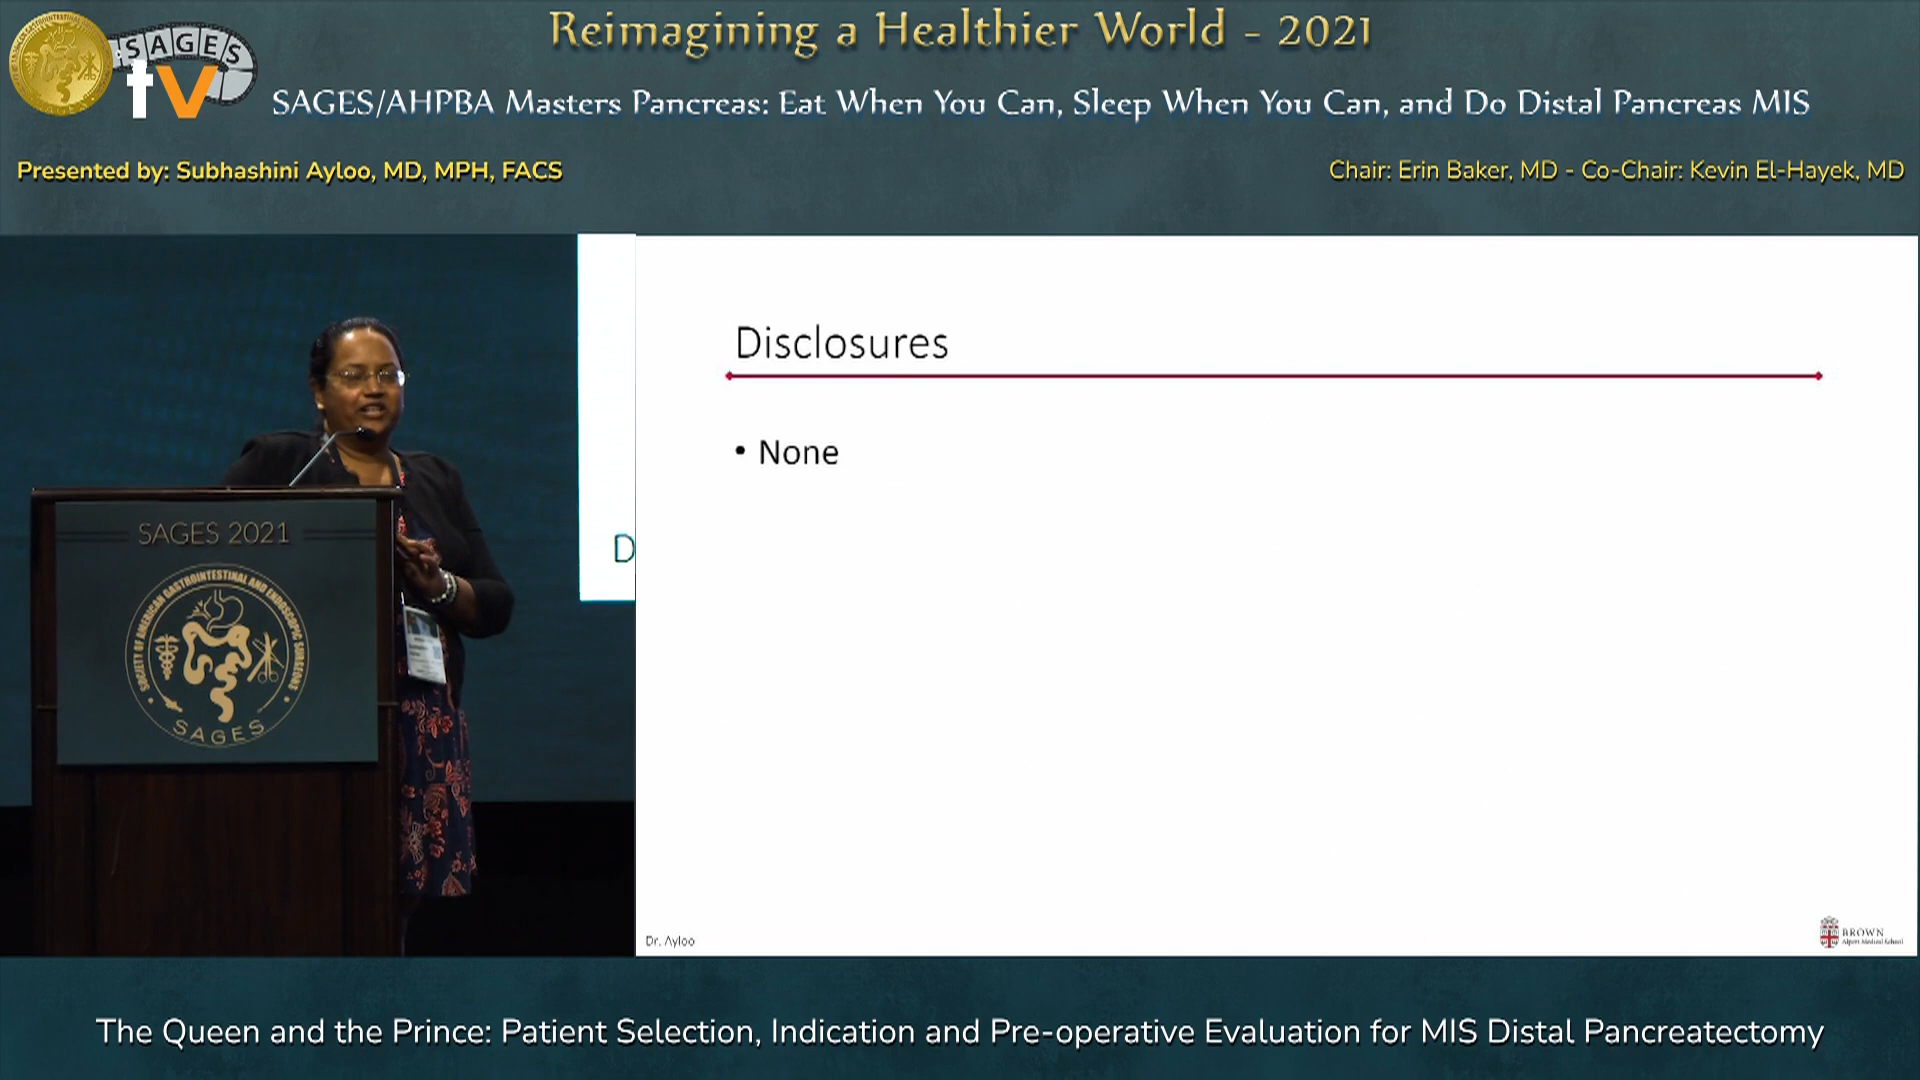 Reimagining a Healthier World - 2021
SAGES
tv
SAGES/AHPBA Masters Pancreas: Eat When You Can, Sleep When You Can, and Do Distal Pancreas MIS
Presented by: Subhashini Ayloo, MD, MPH, FACS
Chair: Erin Baker, MD - Co-Chair: Kevin El-Hayek, MD
Disclosures
• None
D
SAGES 2021
SOCIETY OF AMERICAN GASTROINTESTINAL AND ENDOSCOPIC SURGEONS
SAGES
Dr. Ayloo
BROWN
Alpert Medical School
The Queen and the Prince: Patient Selection, Indication and Pre-operative Evaluation for MIS Distal Pancreatectomy